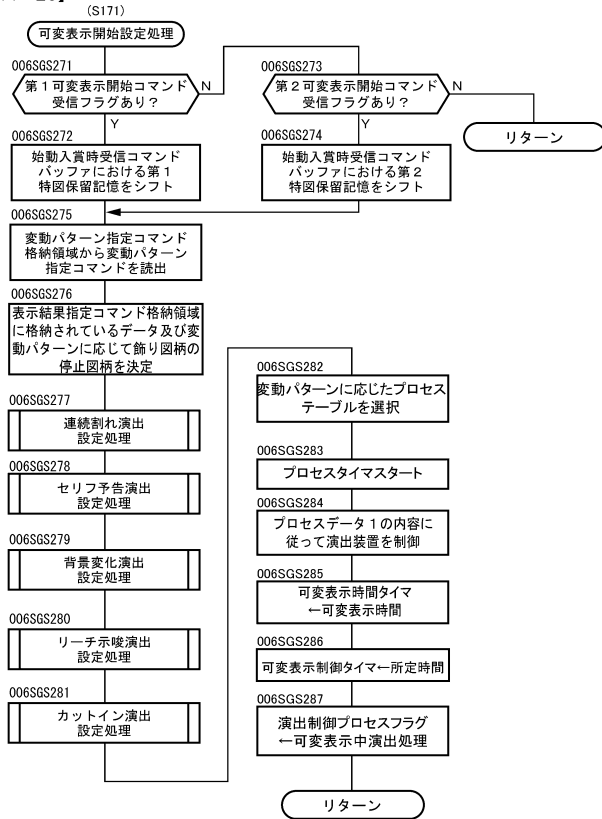 (S171)
可変表示開始設定処理
006SGS271
第1可変表示開始コマンド
受信フラグあり?
N
Y
006SGS273
第2可変表示開始コマンド
受信フラグあり?
N
Y
リターン
006SGS272
始動入賞時受信コマンド
バッファにおける第1
特図保留記憶をシフト
006SGS274
始動入賞時受信コマンド
バッファにおける第2
特図保留記憶をシフト
006SGS275
変動パターン指定コマンド
格納領域から変動パターン
指定コマンドを読出
006SGS276
表示結果指定コマンド格納領域
に格納されているデータ及び変
動パターンに応じて飾り図柄の
停止図柄を決定
006SGS277
連続割れ演出
設定処理
006SGS278
セリフ予告演出
設定処理
006SGS279
背景変化演出
設定処理
006SGS280
リーチ示唆演出
設定処理
006SGS281
カットイン演出
設定処理
006SGS282
変動パターンに応じたプロセス
テーブルを選択
006SGS283
プロセスタイマスタート
006SGS284
プロセスデータ1の内容に
従って演出装置を制御
006SGS285
可変表示時間タイマ
←可変表示時間
006SGS286
可変表示制御タイマ←所定時間
006SGS287
演出制御プロセスフラグ
←可変表示中演出処理
リターン